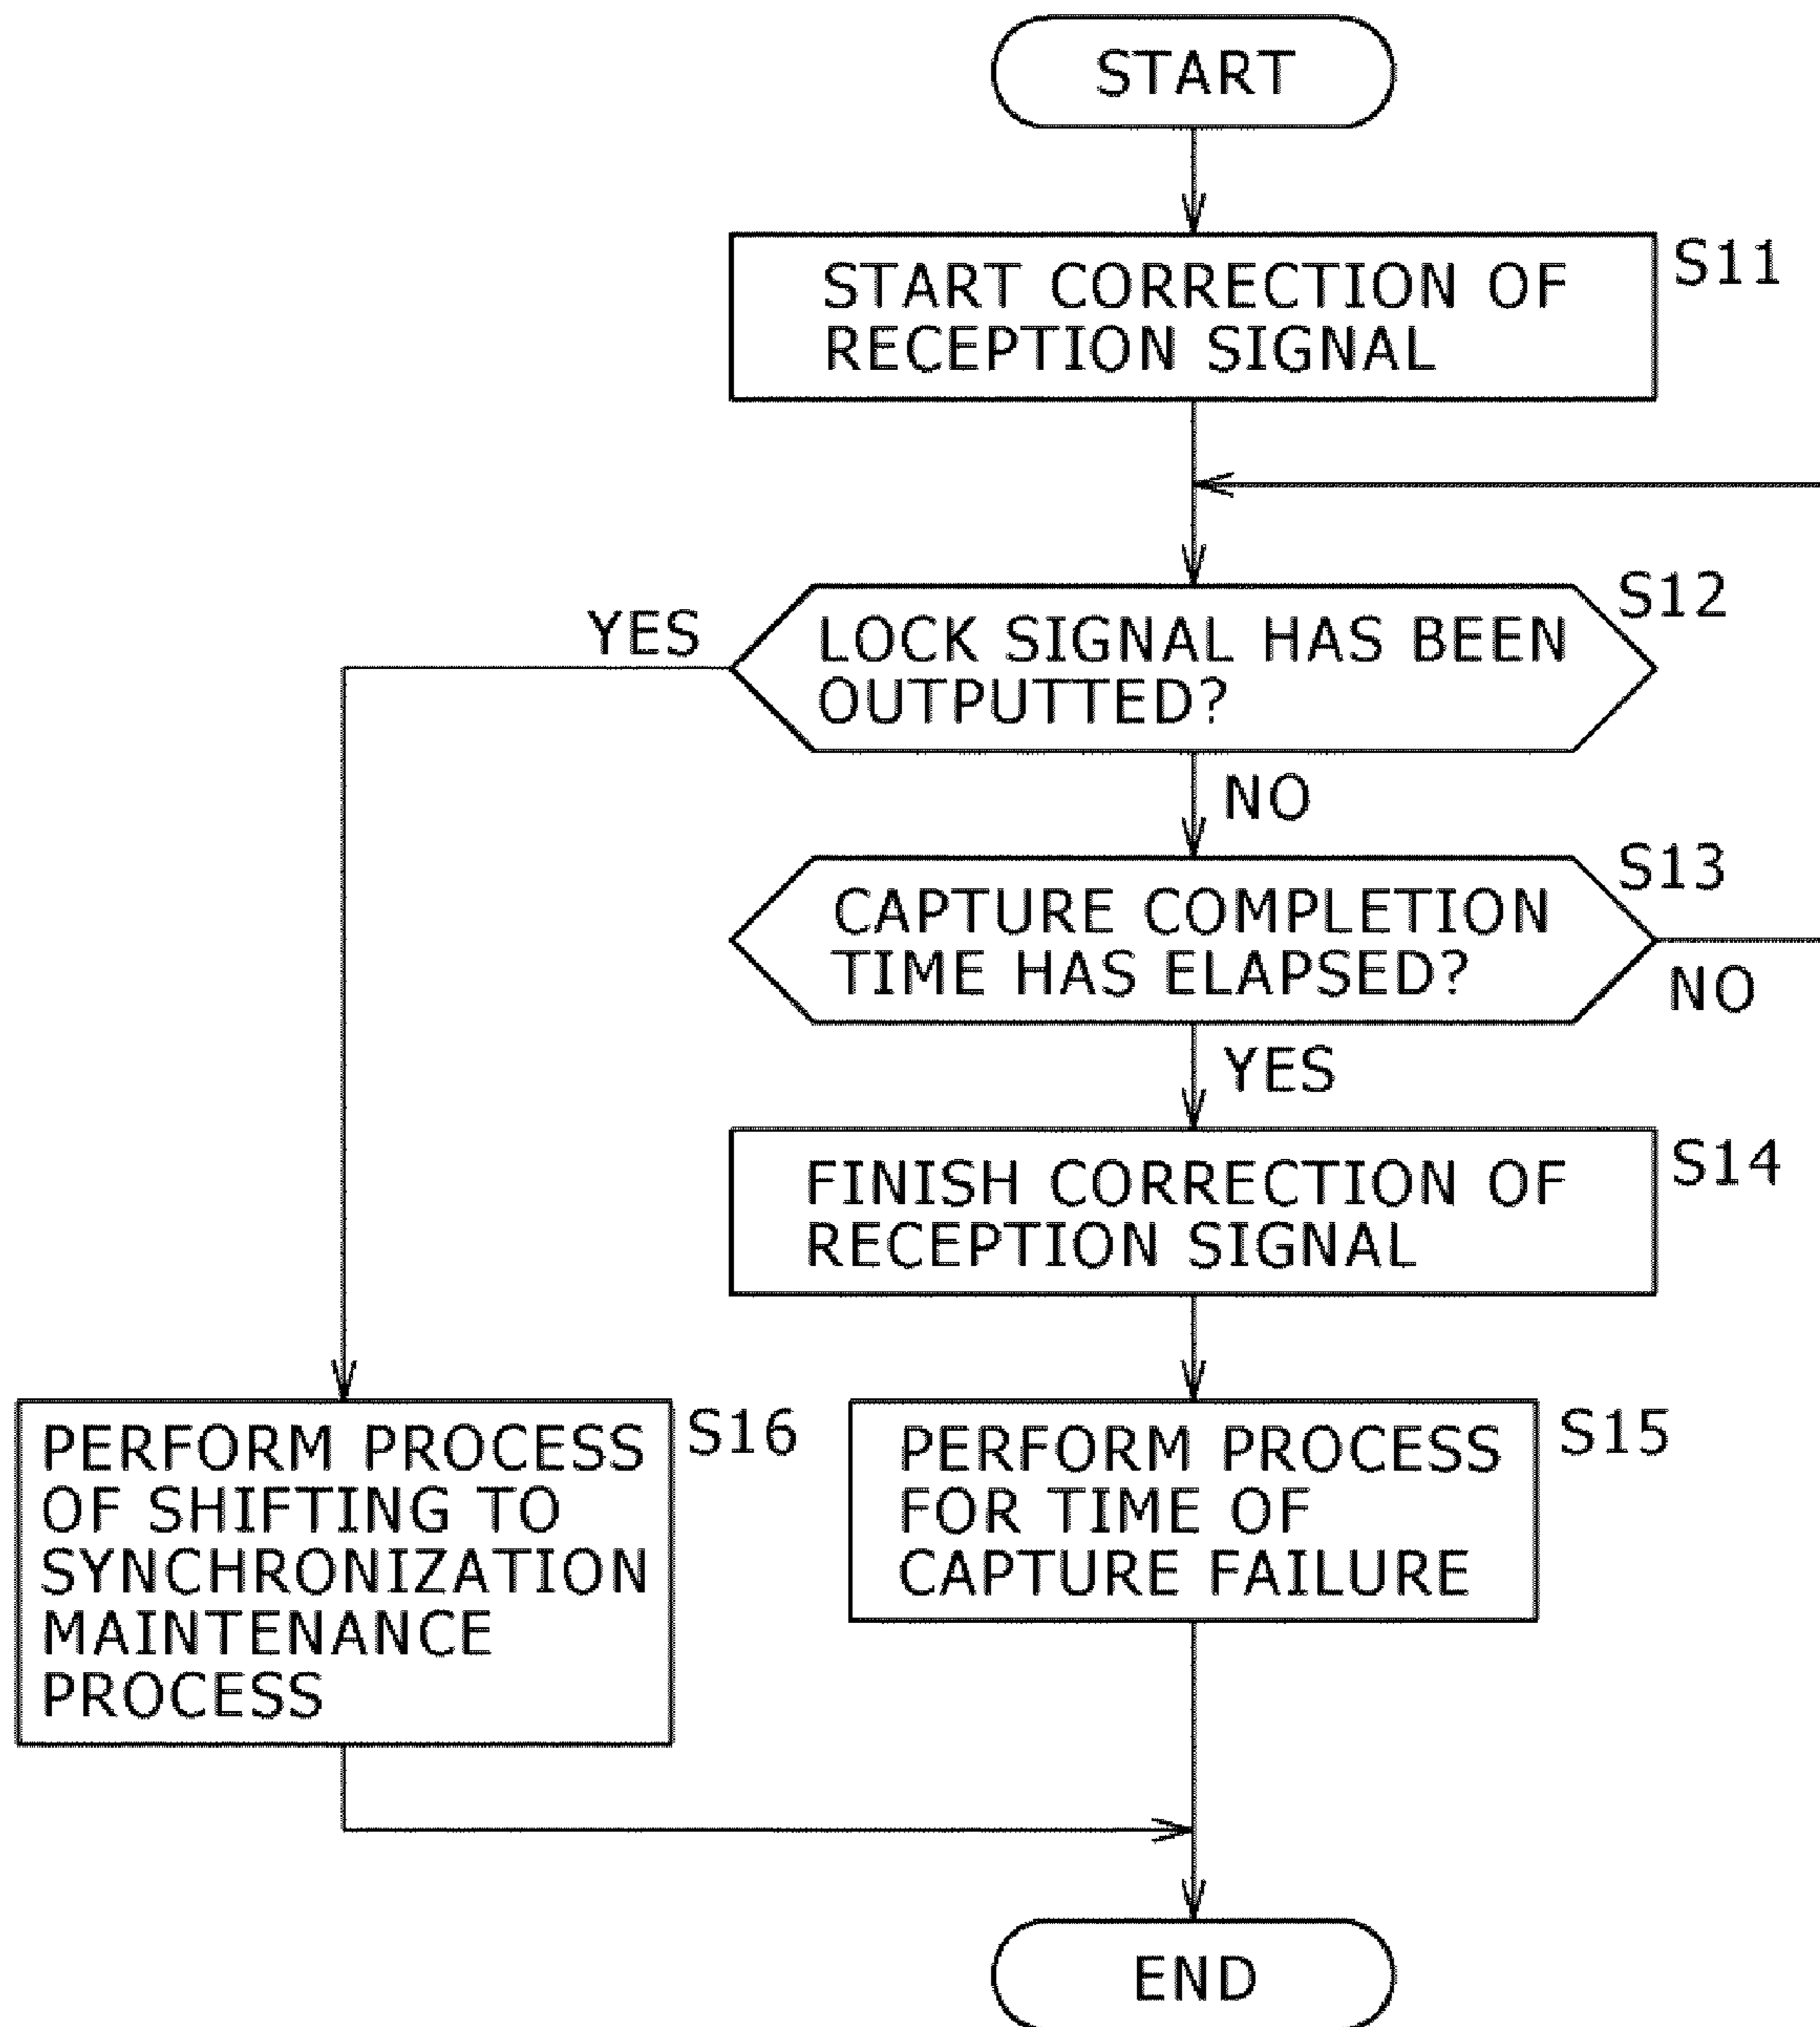 START
START CORRECTION OF
RECEPTION SIGNAL
S11
LOCK SIGNAL HAS BEEN
OUTPUTTED?
S12
YES
NO
CAPTURE COMPLETION
TIME HAS ELAPSED?
S13
NO
YES
FINISH CORRECTION OF
RECEPTION SIGNAL
S14
PERFORM PROCESS
OF SHIFTING TO
SYNCHRONIZATION
MAINTENANCE
PROCESS
S16
PERFORM PROCESS
FOR TIME OF
CAPTURE FAILURE
S15
END